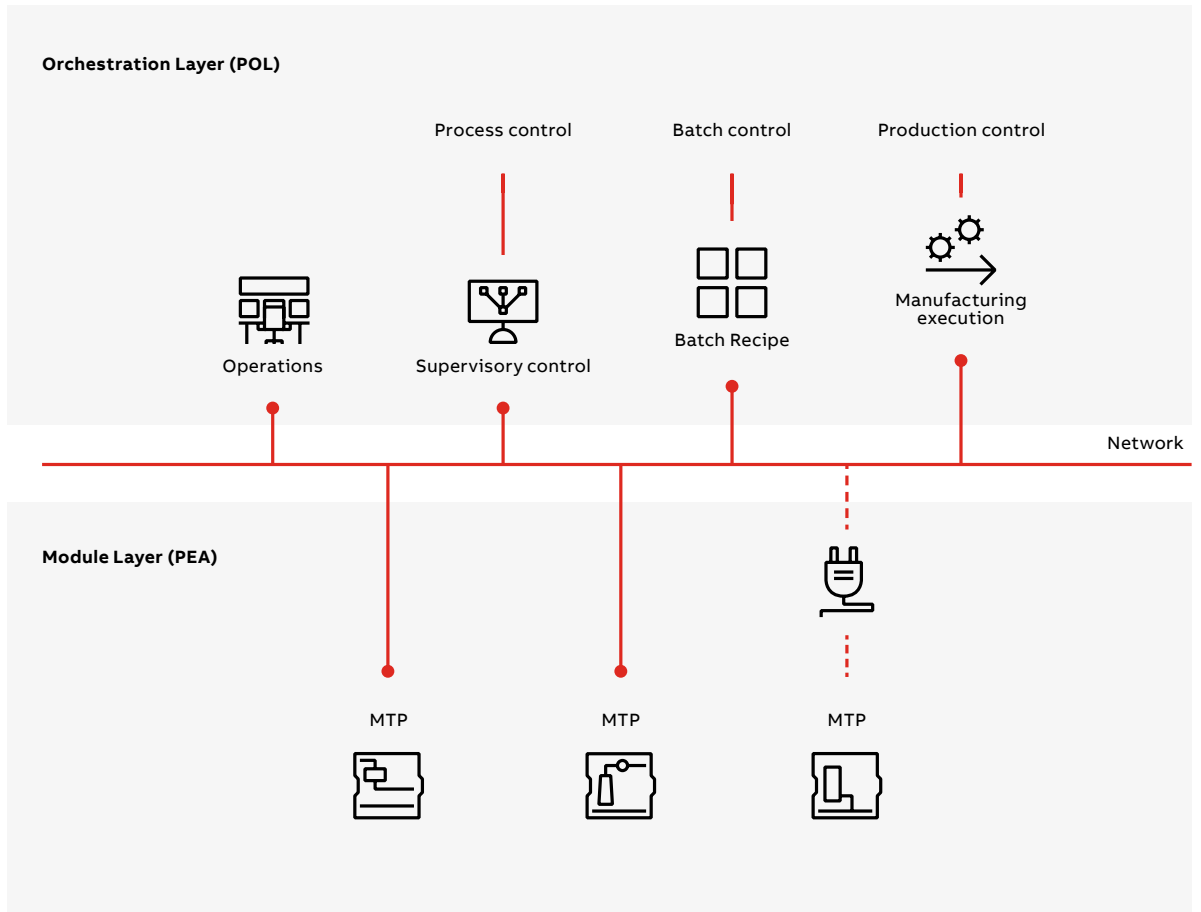 Orchestration Layer (POL)
Process control
Batch control
Production control
Manufacturing
execution
Batch Recipe
Operations
Supervisory control
Network
Module Layer (PEA)
MTP
MTP
MTP